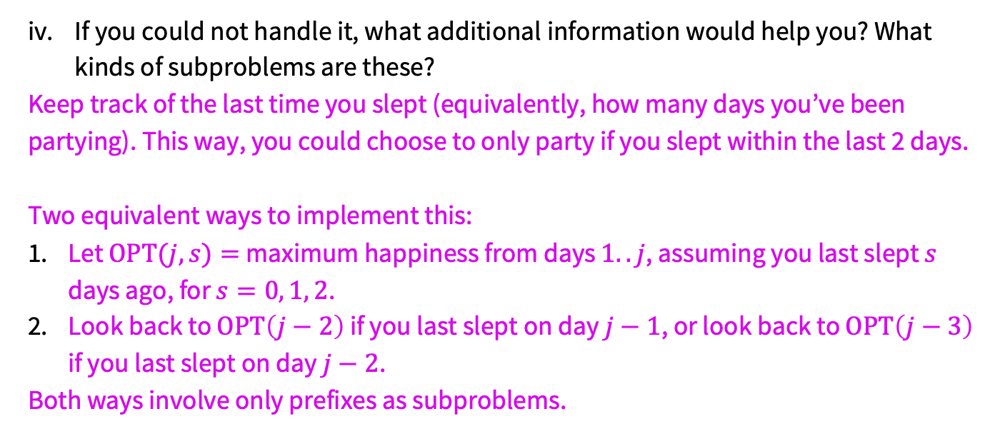 iv. If you could not handle it, what additional information would help you? What
kinds of subproblems are these?
Keep track of the last time you slept (equivalently, how many days you’ve been
partying). This way, you could choose to only party if you slept within the last 2 days.
Two equivalent ways to implement this:
1. Let OPT(j, s) = maximum happiness from days 1. . j, assuming you last slept s
days ago, for s = 0, 1, 2.
2. Look back to OPT(j − 2) if you last slept on day j − 1, or look back to OPT(j − 3)
if you last slept on day j − 2.
Both ways involve only prefixes as subproblems.